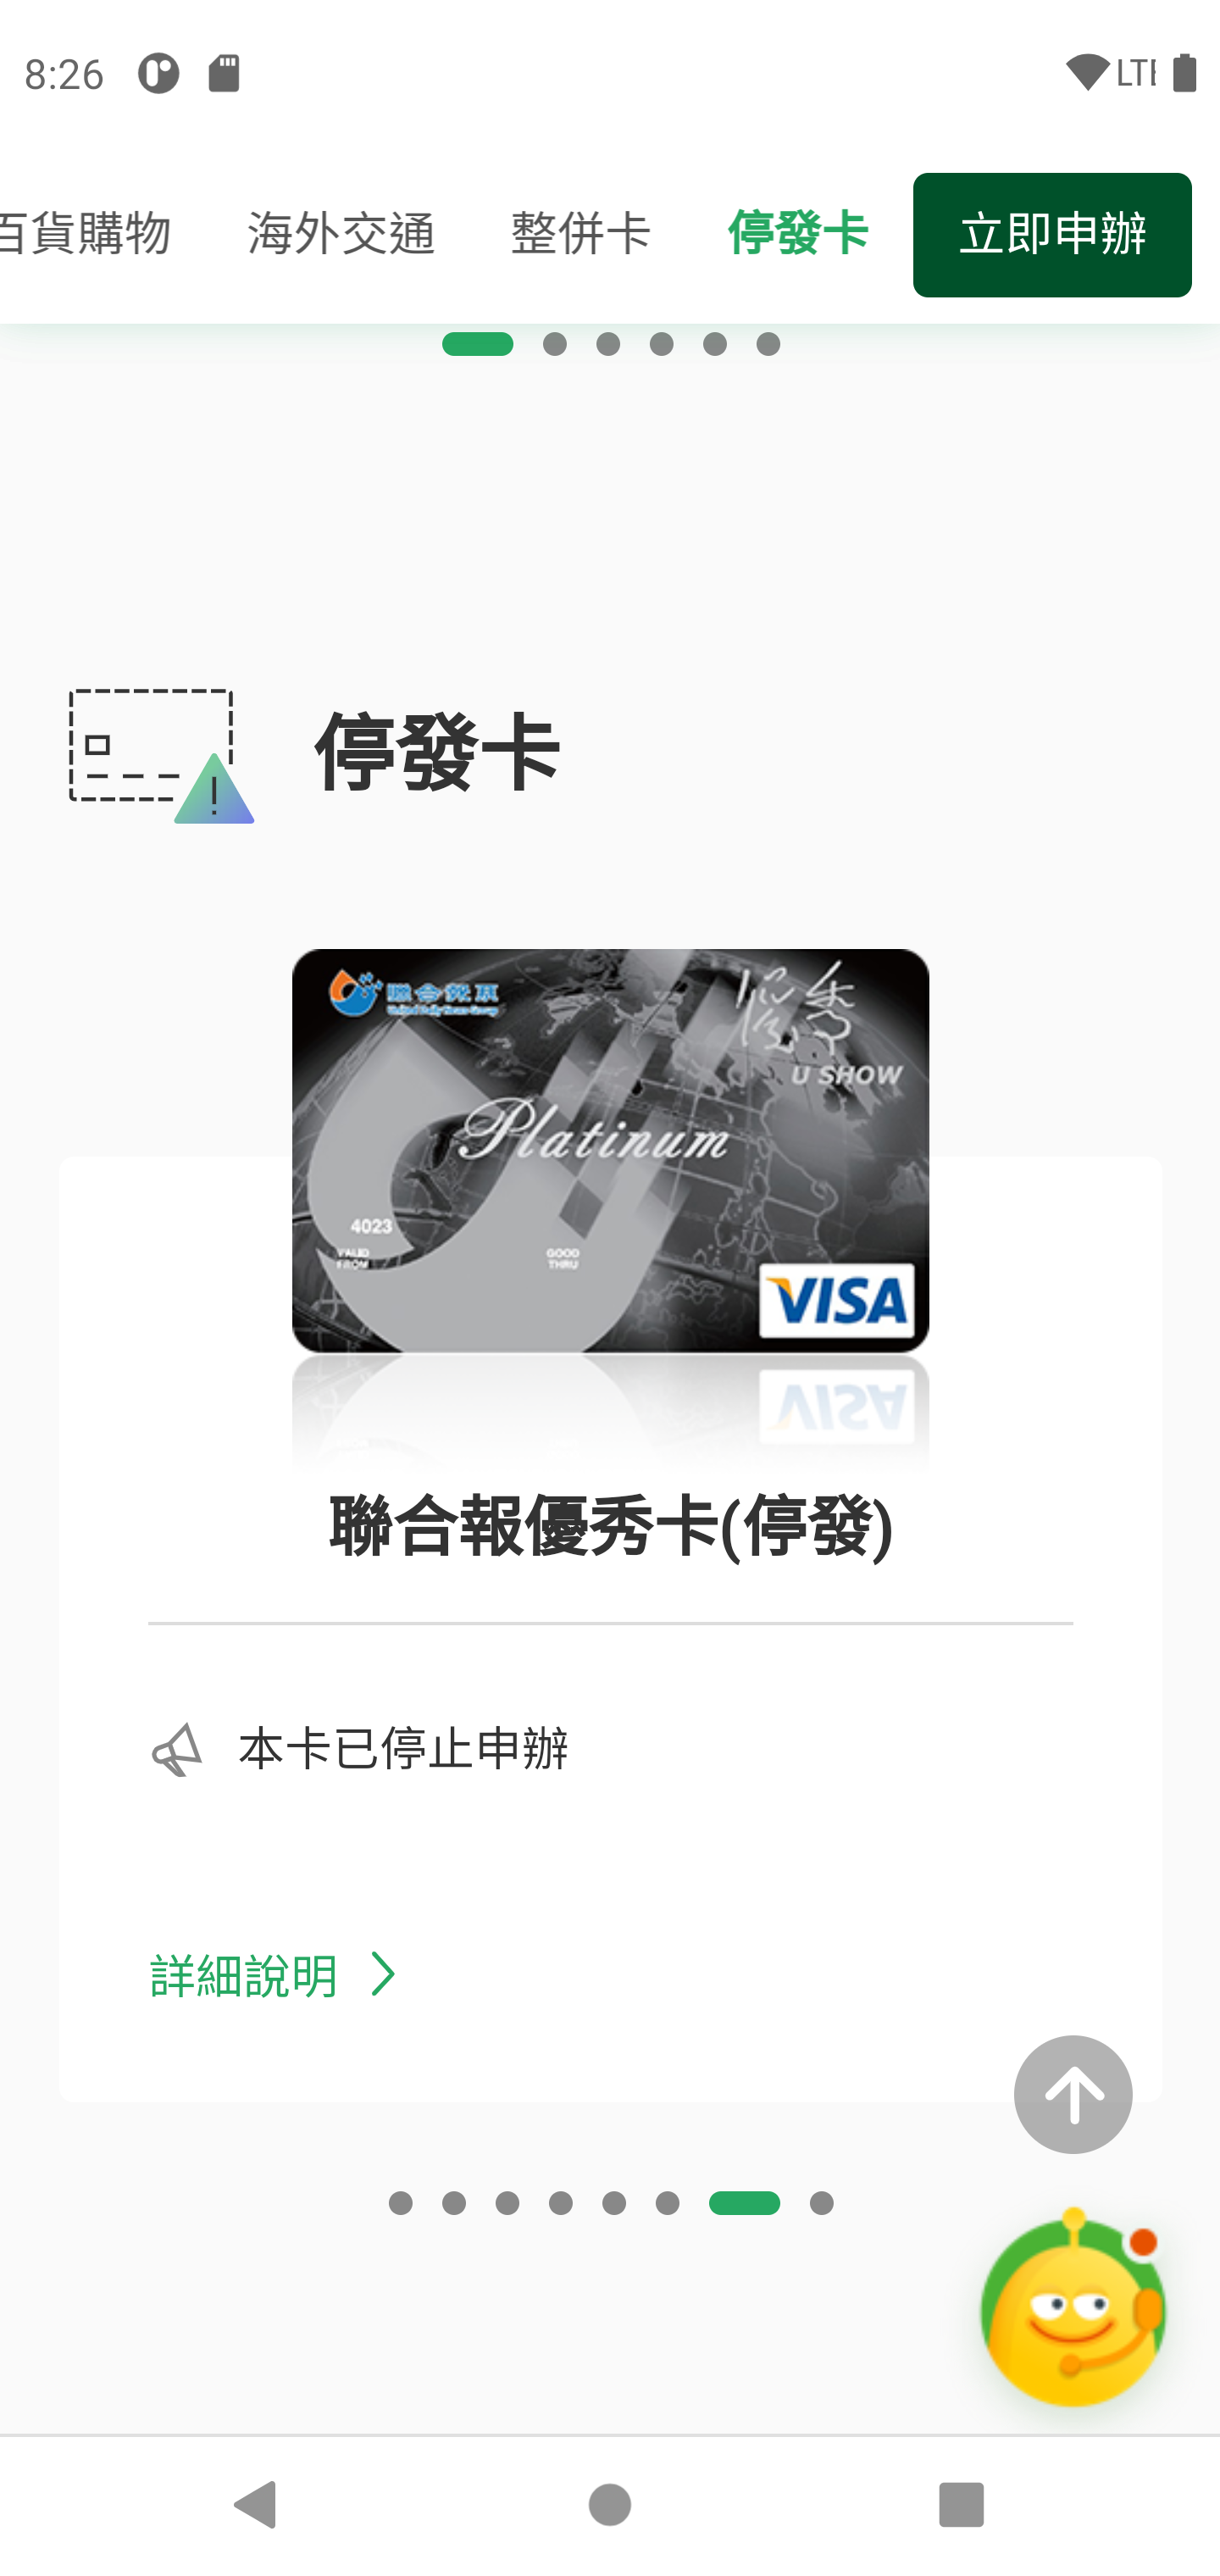 8:26
LTE
百貨購物 海外交通 整併卡 停發卡 立即申辦
停發卡
聯合報系
優秀
U SHOW
Platinum
4023
VALID FROM GOOD THRU
VISA
聯合報優秀卡(停發)
本卡已停止申辦
詳細說明